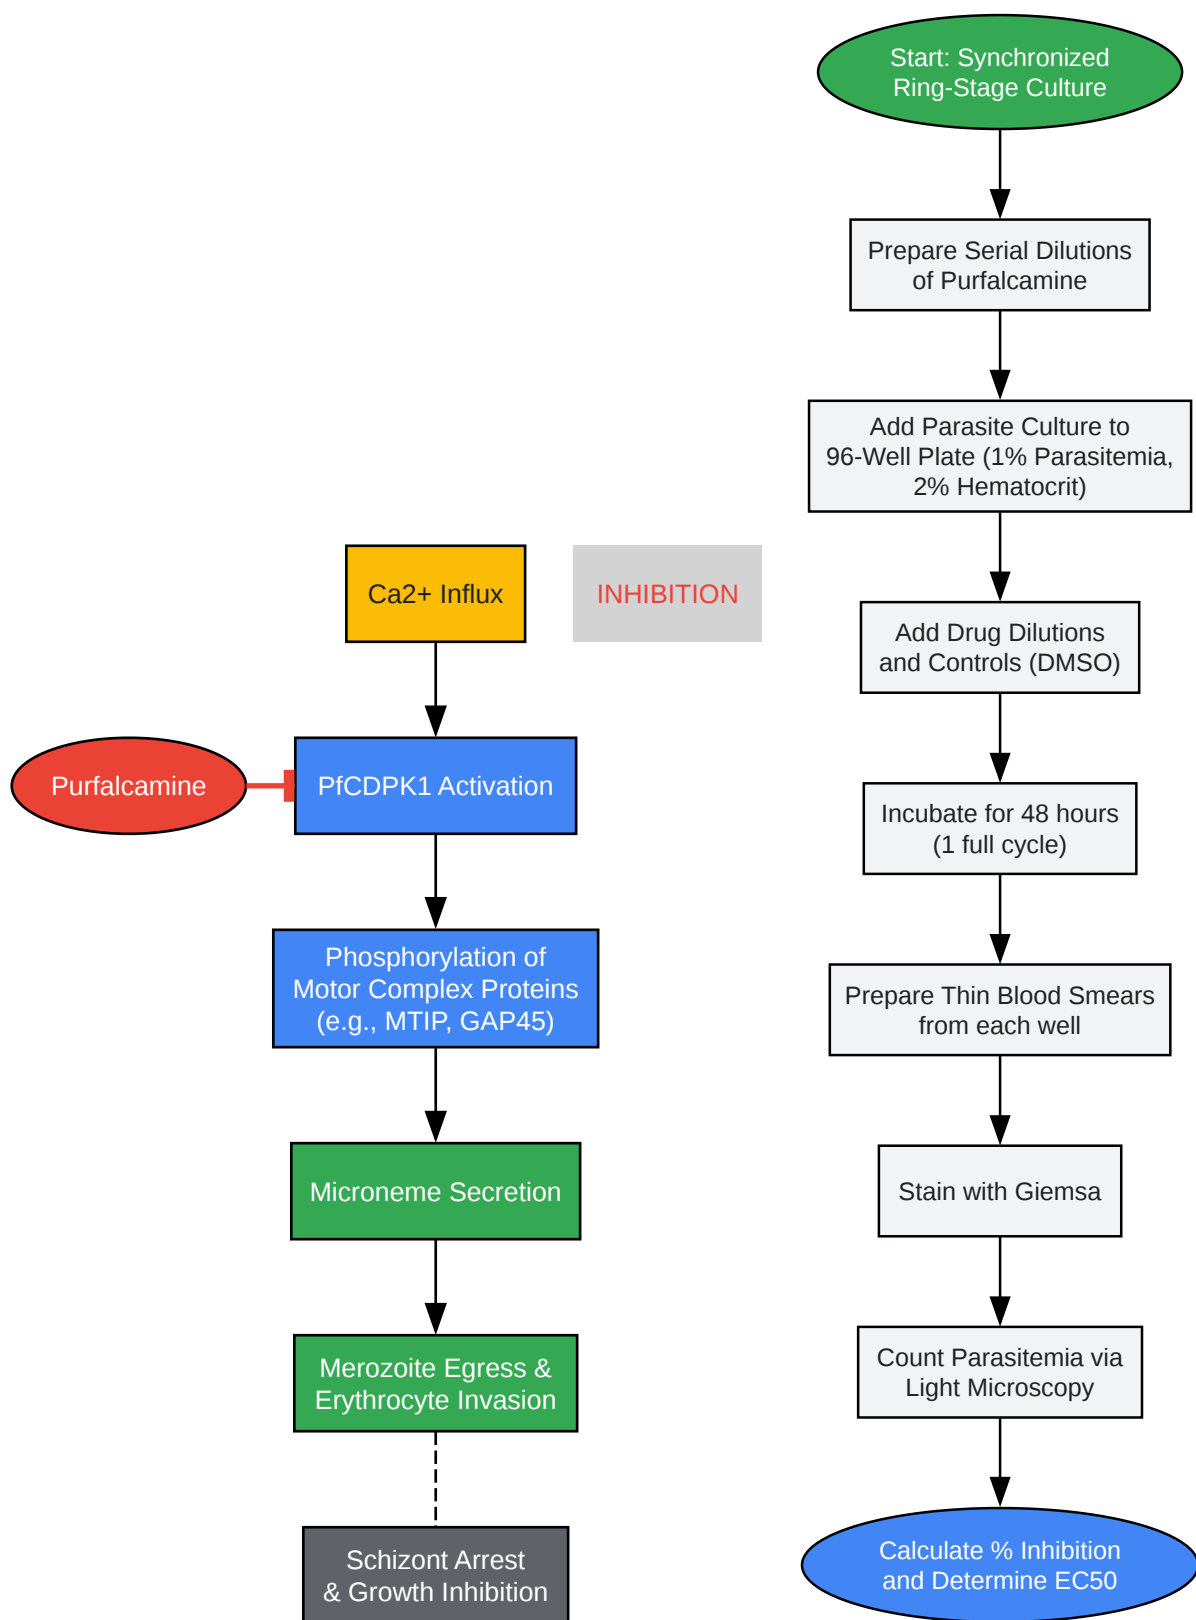 Ca2+ Influx
INHIBITION
Purfalcamine
PfCDPK1 Activation
Phosphorylation of
Motor Complex Proteins
(e.g., MTIP, GAP45)
Microneme Secretion
Merozoite Egress &
Erythrocyte Invasion
Schizont Arrest
& Growth Inhibition
Start: Synchronized
Ring-Stage Culture
Prepare Serial Dilutions
of Purfalcamine
Add Parasite Culture to
96-Well Plate (1% Parasitemia,
2% Hematocrit)
Add Drug Dilutions
and Controls (DMSO)
Incubate for 48 hours
(1 full cycle)
Prepare Thin Blood Smears
from each well
Stain with Giemsa
Count Parasitemia via
Light Microscopy
Calculate % Inhibition
and Determine EC50